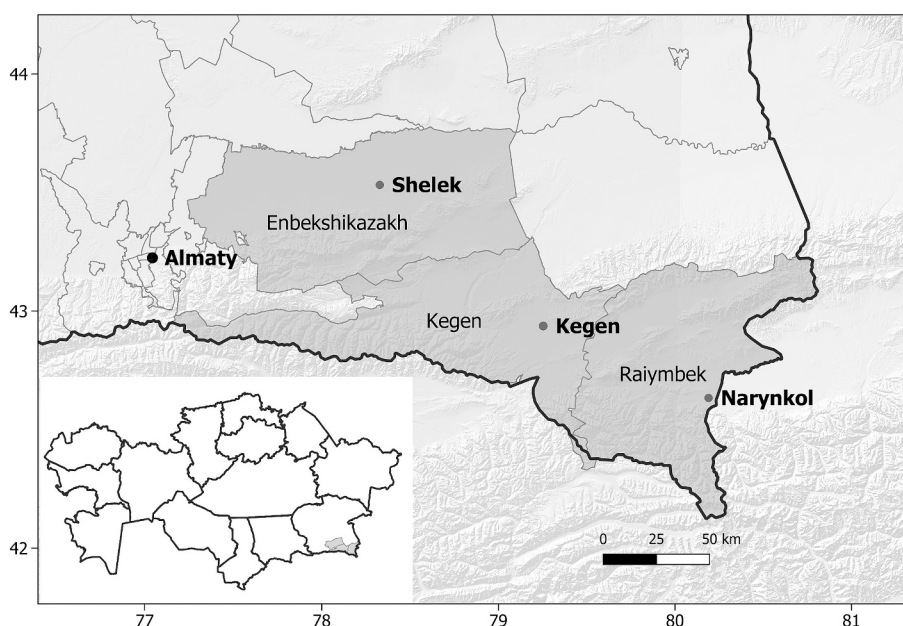 44
Shelek
Enbekshikazakh
Almaty
43
Kegen
Kegen
Raiymbek
Narynkol
42
0 25 50 km
77 78 79 80 81